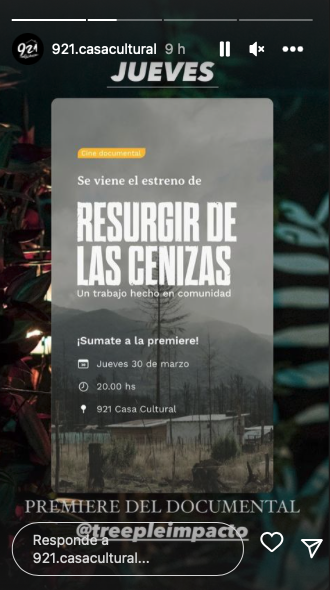 921
921.casacultural 9 h
JUEVES
Cine documental
Se viene el estreno de
RESURGIR DE
LAS CENIZAS
Un trabajo hecho en comunidad
¡Sumate a la premiere!
Jueves 30 de marzo
20.00 hs
921 Casa Cultural
PREMIERE DEL DOCUMENTAL
@treepleimpacto
Responde a
921.casacultural...